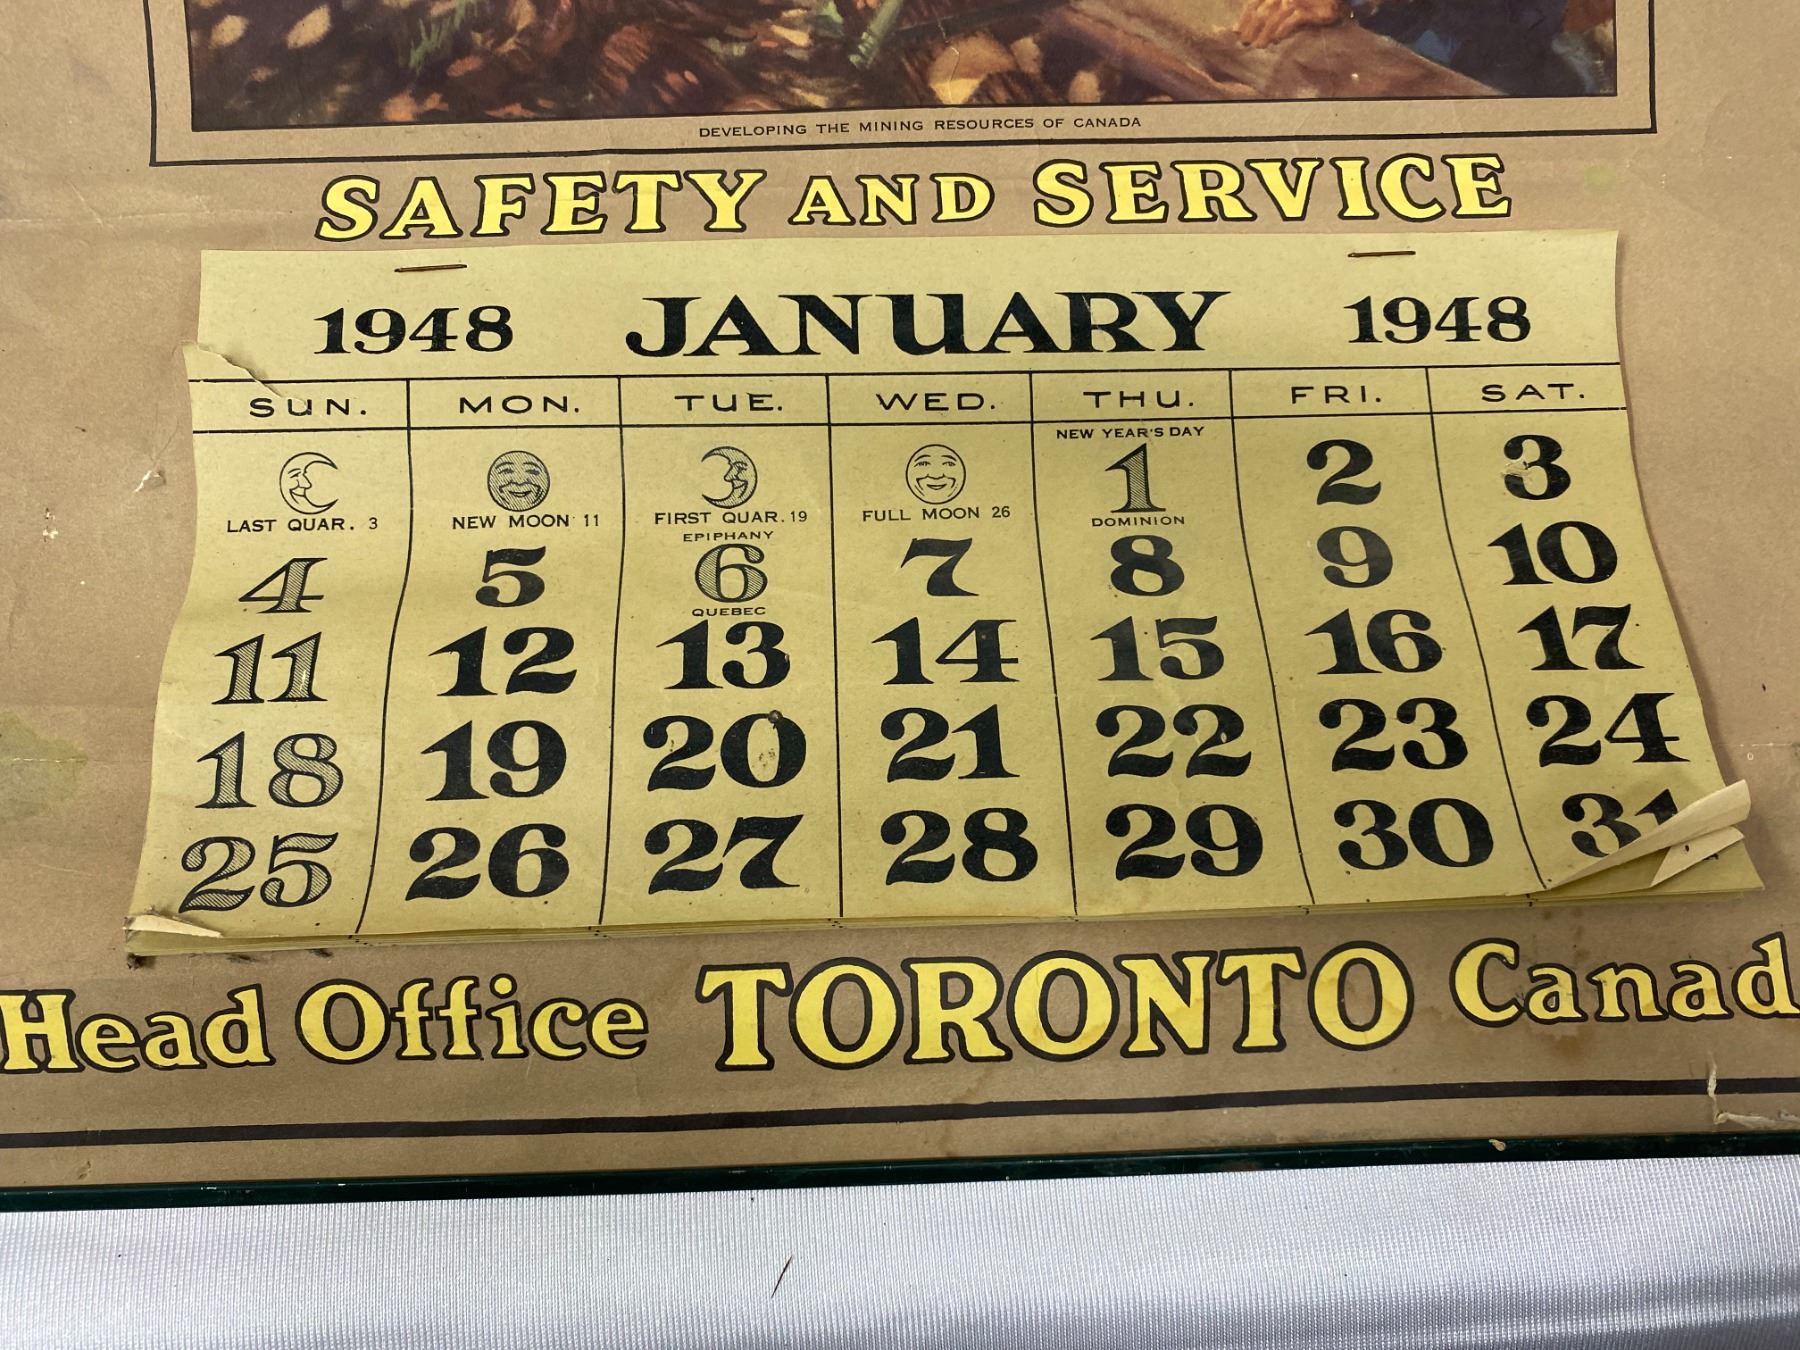 DEVELOPING THE MINING RESOURCES OF CANADA
SAFETY AND SERVICE
1948 JANUARY 1948
SUN. MON. TUE. WED. THU. FRI. SAT.
NEW YEAR'S DAY
1 2 3
LAST QUAR. 3 NEW MOON 11 FIRST QUAR. 19 FULL MOON 26 DOMINION
EPIPHANY
4 5 6 7 8 9 10
QUEBEC
11 12 13 14 15 16 17
18 19 20 21 22 23 24
25 26 27 28 29 30 31
Head Office TORONTO Canad